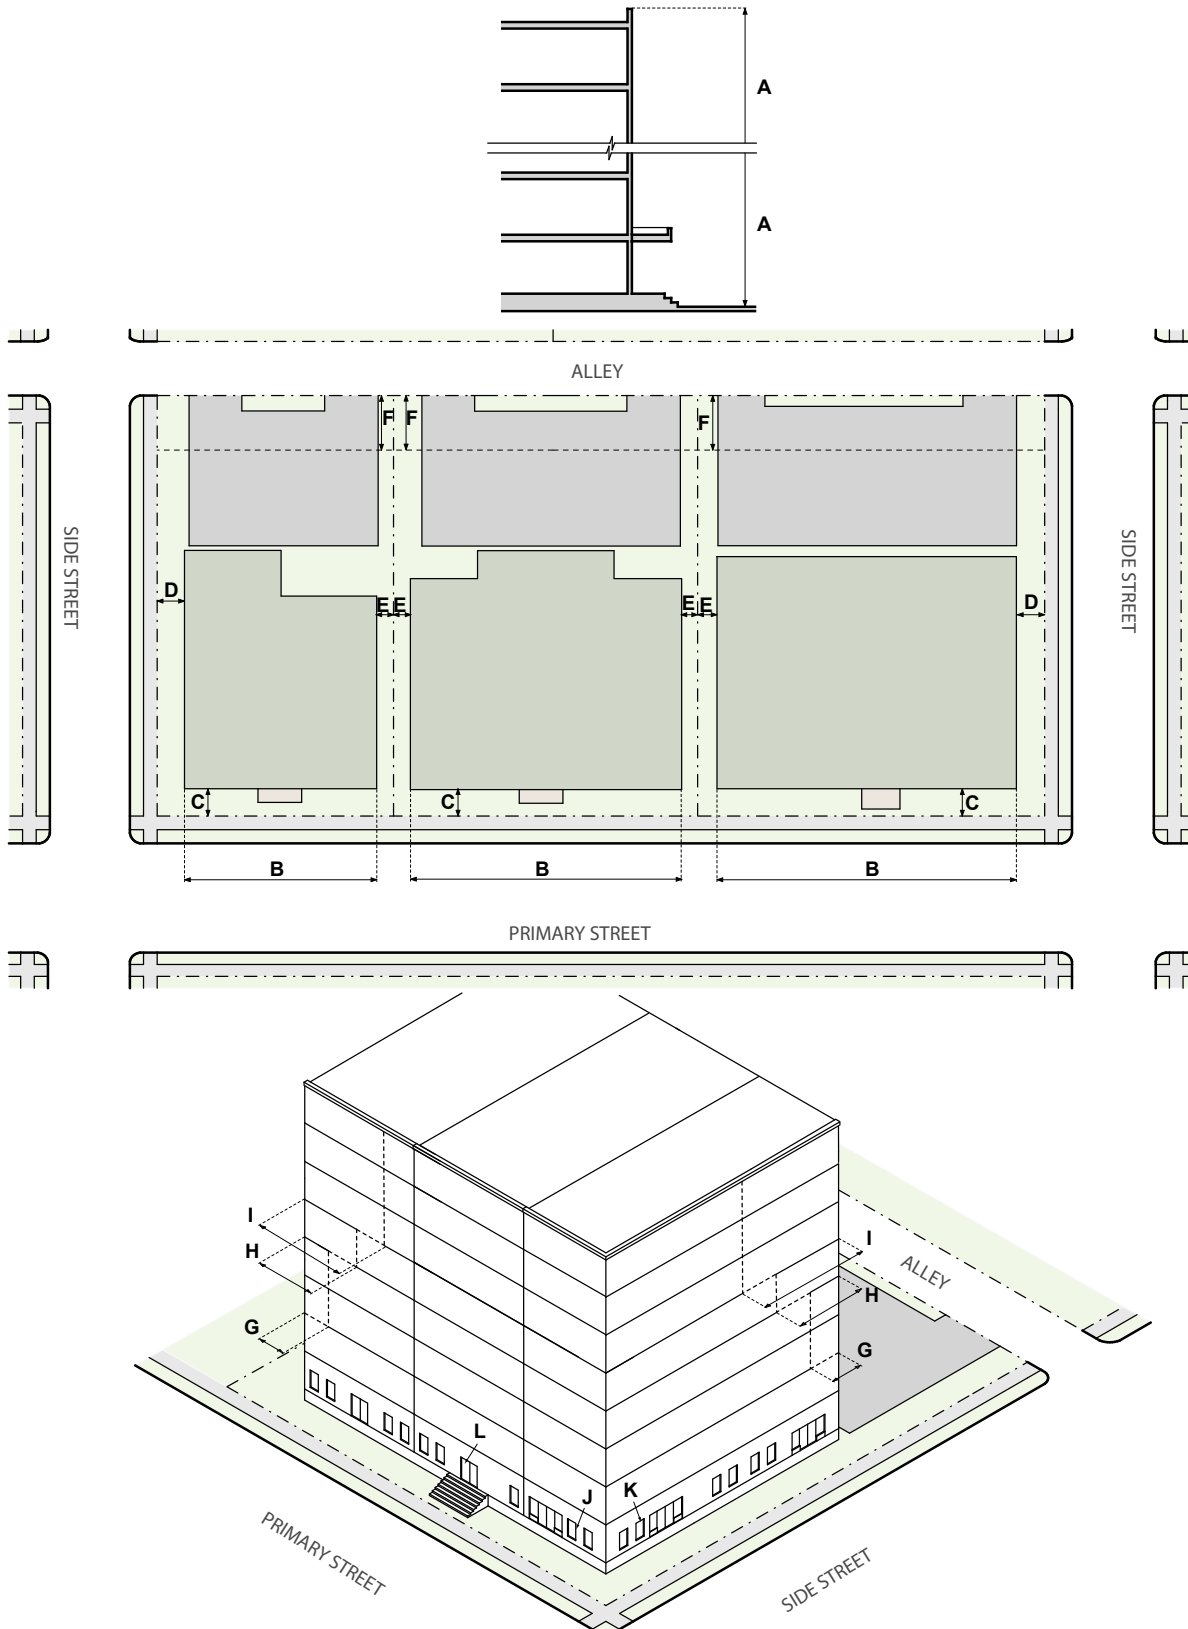 A
A
ALLEY
F F F
SIDE STREET
SIDE STREET
D E E E E D
C C C
B B B
PRIMARY STREET
I I
H ALLEY
H
G G
L
K
J
PRIMARY STREET
SIDE STREET